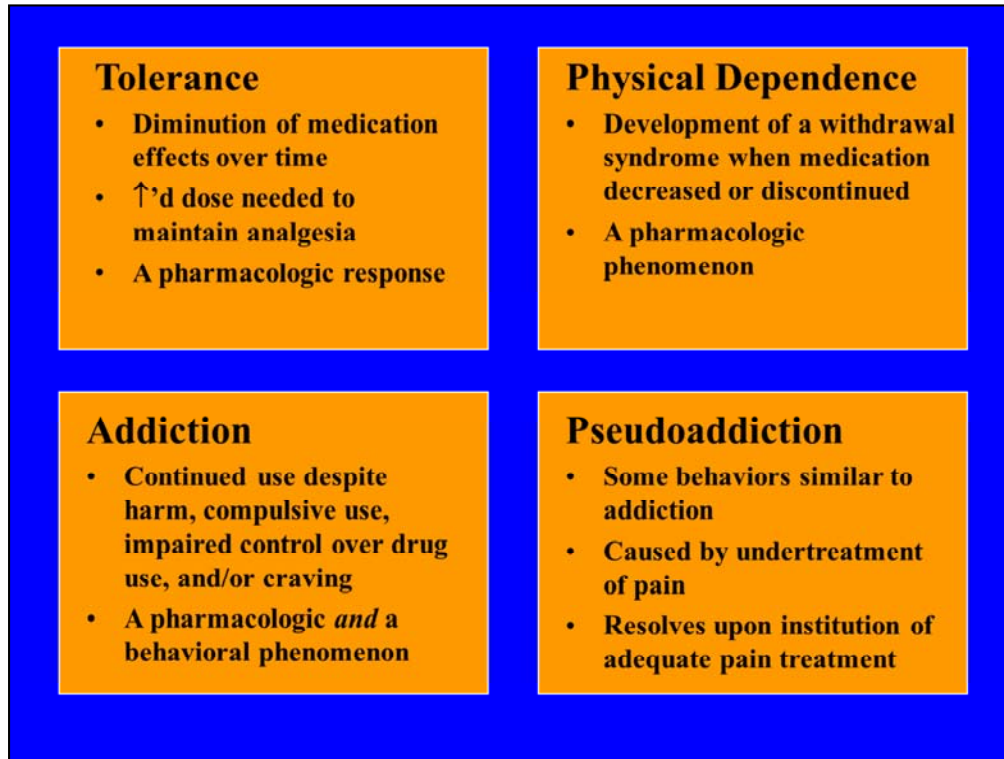 Tolerance
• Diminution of medication
effects over time
• ↑'d dose needed to
maintain analgesia
• A pharmacologic response
Physical Dependence
• Development of a withdrawal
syndrome when medication
decreased or discontinued
• A pharmacologic
phenomenon
Addiction
• Continued use despite
harm, compulsive use,
impaired control over drug
use, and/or craving
• A pharmacologic and a
behavioral phenomenon
Pseudoaddiction
• Some behaviors similar to
addiction
• Caused by undertreatment
of pain
• Resolves upon institution of
adequate pain treatment